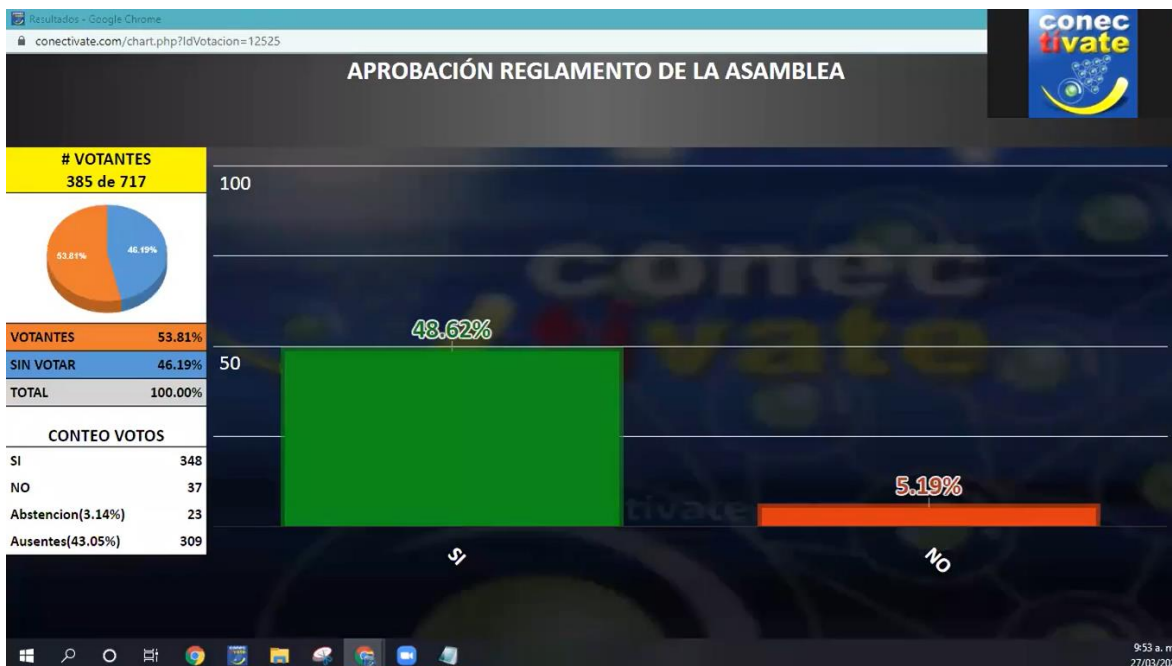 Resultados - Google Chrome
conectivate.com/chart.php?IdVotacion=12525
conec
tívate
APROBACIÓN REGLAMENTO DE LA ASAMBLEA
# VOTANTES
385 de 717
53.81%
46.19%
VOTANTES 53.81%
SIN VOTAR 46.19%
TOTAL 100.00%
CONTEO VOTOS
SI 348
NO 37
Abstencion(3.14%) 23
Ausentes(43.05%) 309
100
50
48.62%
5.19%
conec
tívate
SI
NO
9:53 a.